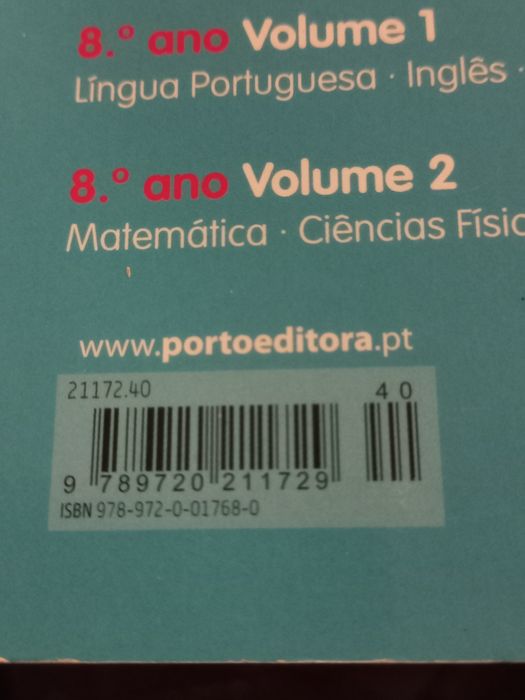 8.º ano Volume 1
Língua Portuguesa · Inglês ·
8.º ano Volume 2
Matemática · Ciências Físic
www.portoeditora.pt
21172.40
40
9 789720 211729
ISBN 978-972-0-01768-0